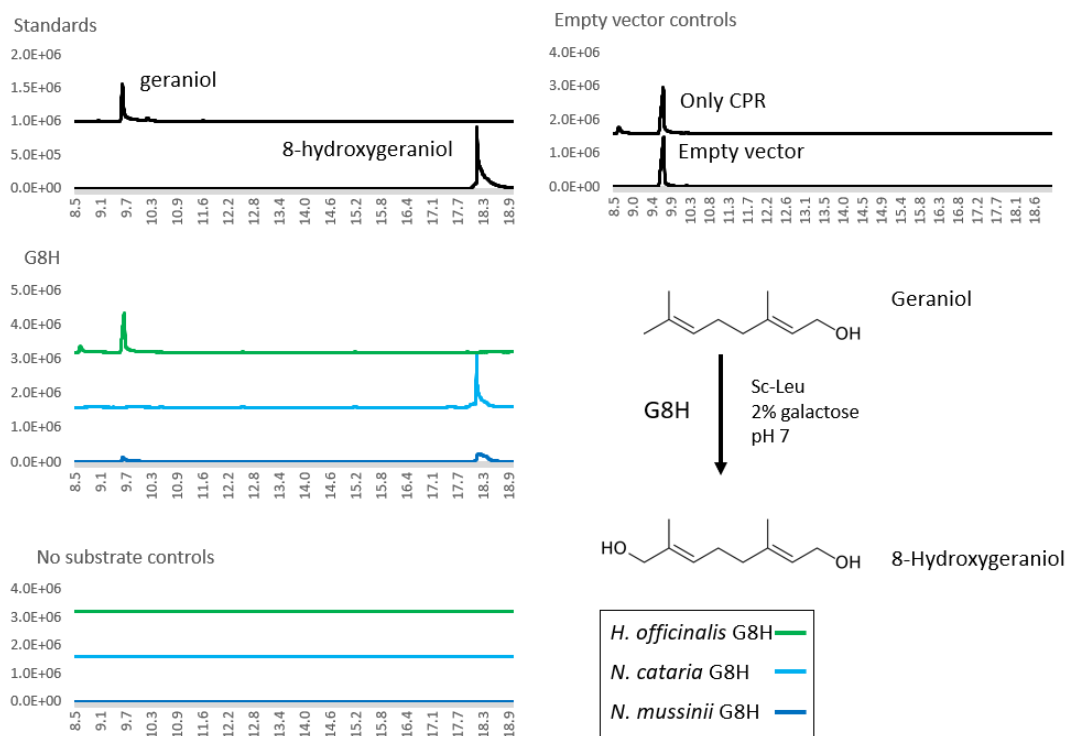 Standards
2.0E+06
1.5E+06
1.0E+06
5.0E+05
0.0E+00
geraniol
8-hydroxygeraniol
8.5 9.1 9.7 10.3 10.9 11.6 12.2 12.8 13.4 14.0 14.6 15.2 15.8 16.4 17.1 17.7 18.3 18.9
Empty vector controls
4.0E+06
3.0E+06
2.0E+06
1.0E+06
0.0E+00
Only CPR
Empty vector
8.5 9.0 9.4 9.9 10.3 10.8 11.3 11.7 12.2 12.6 13.1 13.5 14.0 14.5 14.9 15.4 15.8 16.3 16.8 17.2 17.7 18.1 18.6
G8H
5.0E+06
4.0E+06
3.0E+06
2.0E+06
1.0E+06
0.0E+00
8.5 9.1 9.7 10.3 10.9 11.6 12.2 12.8 13.4 14.0 14.6 15.2 15.8 16.4 17.1 17.7 18.3 18.9
Geraniol
OH
G8H
Sc-Leu
2% galactose
pH 7
HO
OH
8-Hydroxygeraniol
No substrate controls
4.0E+06
3.0E+06
2.0E+06
1.0E+06
0.0E+00
8.5 9.1 9.7 10.3 10.9 11.6 12.2 12.8 13.4 14.0 14.6 15.2 15.8 16.4 17.1 17.7 18.3 18.9
H. officinalis G8H
N. cataria G8H
N. mussinii G8H